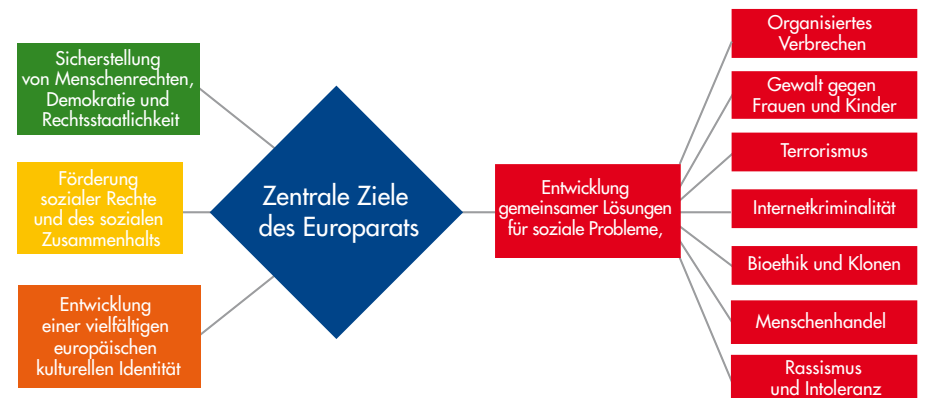 Sicherstellung
von Menschenrechten,
Demokratie und
Rechtsstaatlichkeit
Förderung
sozialer Rechte
und des sozialen
Zusammenhalts
Entwicklung
einer vielfältigen
europäischen
kulturellen Identität
Zentrale Ziele
des Europarats
Entwicklung
gemeinsamer Lösungen
für soziale Probleme,
Organisiertes
Verbrechen
Gewalt gegen
Frauen und Kinder
Terrorismus
Internetkriminalität
Bioethik und Klonen
Menschenhandel
Rassismus
und Intoleranz